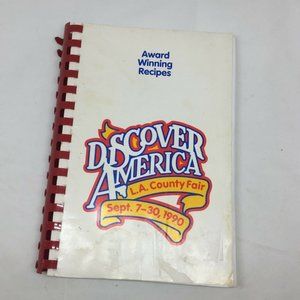 Award
Winning
Recipes
DISCOVER
AMERICA
L.A. County Fair
Sept. 7-30, 1990